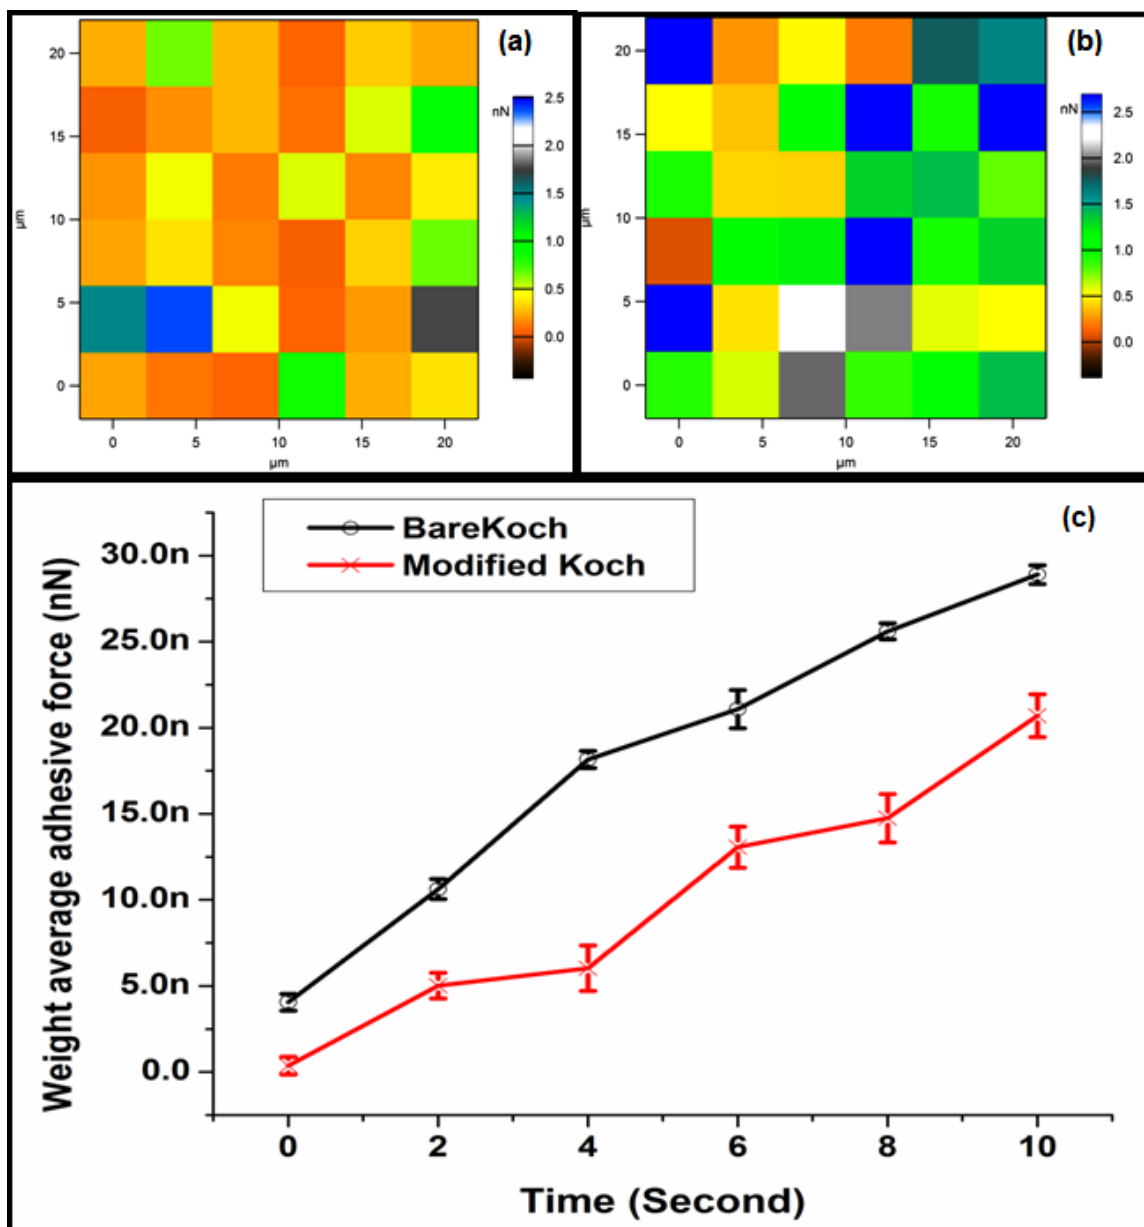 (a)
20
15
10
5
0
µm
0 5 10 15 20
µm
nN
2.5
2.0
1.5
1.0
0.5
0.0
(b)
20
15
10
5
0
µm
0 5 10 15 20
µm
nN
2.5
2.0
1.5
1.0
0.5
0.0
(c)
BareKoch
Modified Koch
Weight average adhesive force (nN)
30.0n
25.0n
20.0n
15.0n
10.0n
5.0n
0.0
0 2 4 6 8 10
Time (Second)